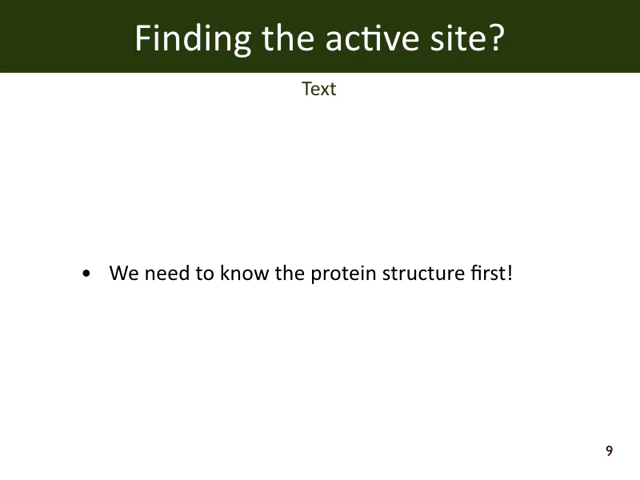 Finding the active site?
Text
• We need to know the protein structure first!
9